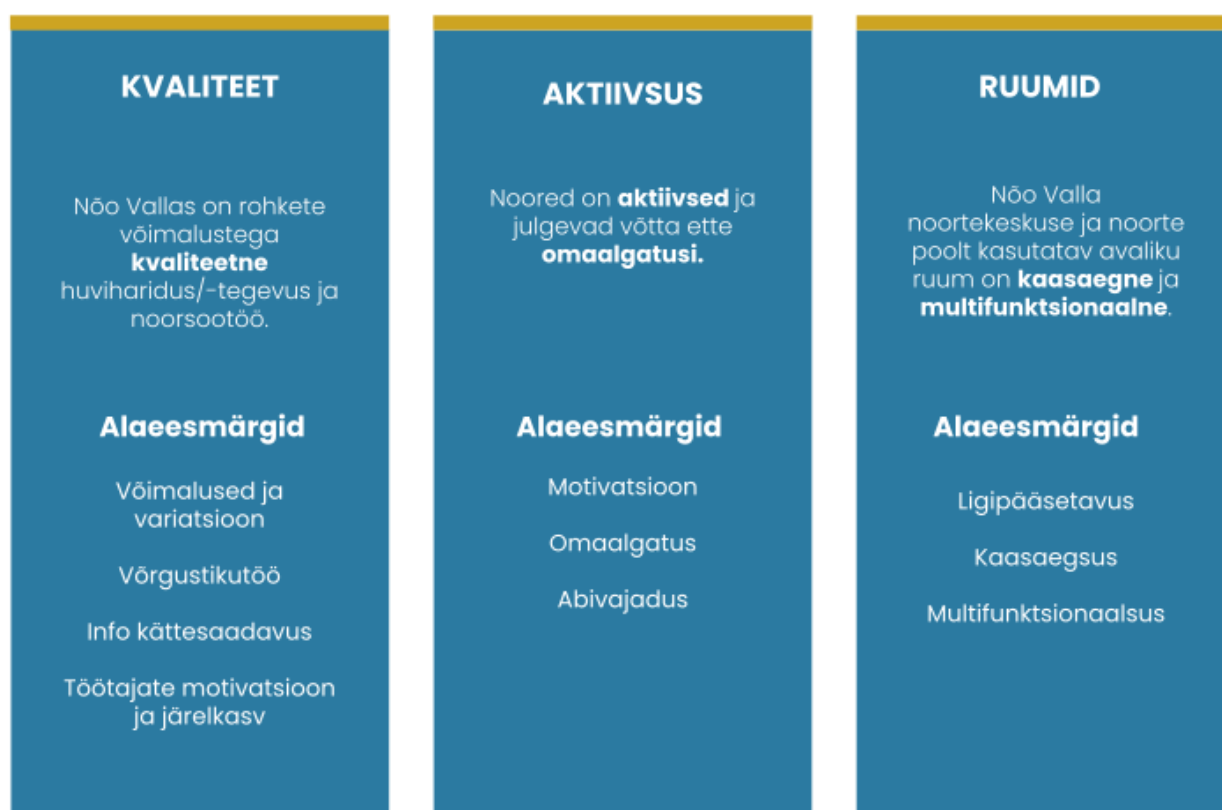 KVALITEET
Nõo Vallas on rohkete
võimalustega
kvaliteetne
huviharidus/-tegevus ja
noorsootöö.
Alaeesmärgid
Võimalused ja
variatsioon
Võrgustikutöö
Info kättesaadavus
Töötajate motivatsioon
ja järelkasv
AKTIIVSUS
Noored on aktiivsed ja
julgevad võtta ette
omaalgatusi.
Alaeesmärgid
Motivatsioon
Omaalgatus
Abivajadus
RUUMID
Nõo Valla
noortekeskuse ja noorte
poolt kasutatav avaliku
ruum on kaasaegne ja
multifunktsionaalne.
Alaeesmärgid
Ligipääsetavus
Kaasaegsus
Multifunktsionaalsus